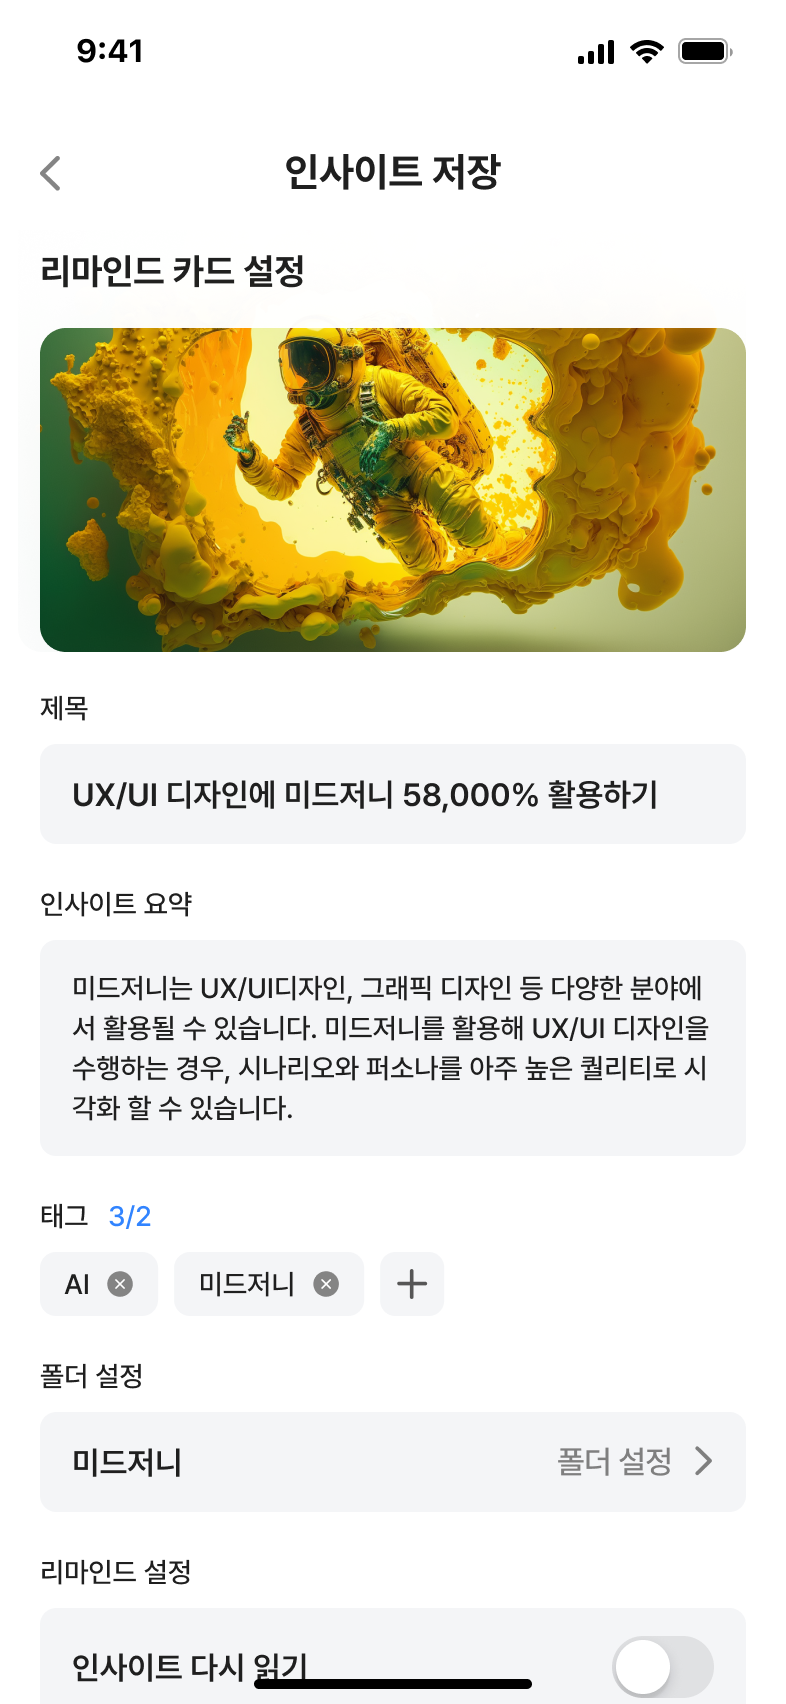 9:41
인사이트 저장
리마인드 카드 설정
제목
UX/UI 디자인에 미드저니 58,000% 활용하기
인사이트 요약
미드저니는 UX/UI디자인, 그래픽 디자인 등 다양한 분야에
서 활용될 수 있습니다. 미드저니를 활용해 UX/UI 디자인을
수행하는 경우, 시나리오와 퍼소나를 아주 높은 퀄리티로 시
각화 할 수 있습니다.
태그 3/2
AI 미드저니
폴더 설정
미드저니 폴더 설정
리마인드 설정
인사이트 다시 읽기